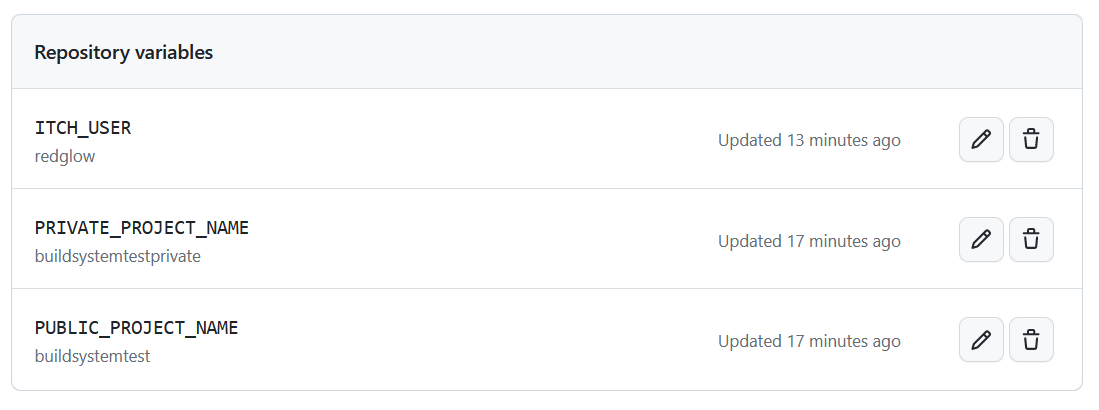 Repository variables
ITCH_USER
redglow
Updated 13 minutes ago
PRIVATE_PROJECT_NAME
buildsystemtestprivate
Updated 17 minutes ago
PUBLIC_PROJECT_NAME
buildsystemtest
Updated 17 minutes ago